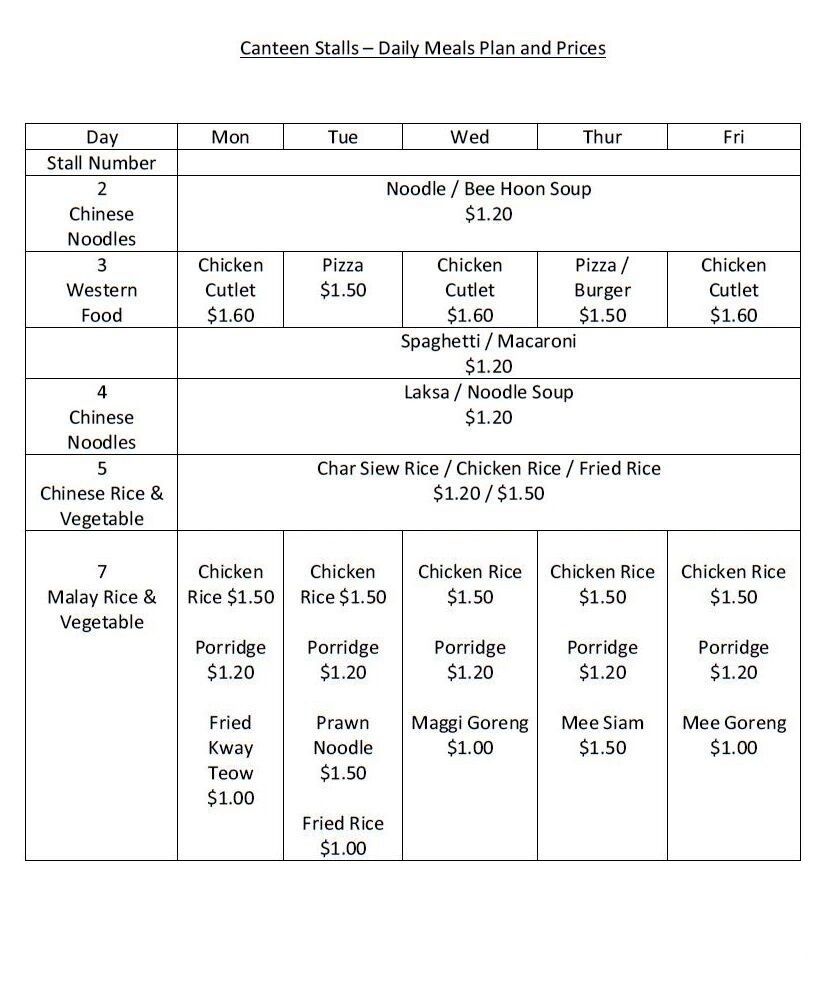 Canteen Stalls – Daily Meals Plan and Prices
Day Mon Tue Wed Thur Fri
Stall Number
2 Noodle / Bee Hoon Soup
Chinese $1.20
Noodles
3 Chicken Pizza Chicken Pizza / Chicken
Western Cutlet $1.50 Cutlet Burger Cutlet
Food $1.60 $1.60 $1.50 $1.60
Spaghetti / Macaroni
$1.20
4 Laksa / Noodle Soup
Chinese $1.20
Noodles
5 Char Siew Rice / Chicken Rice / Fried Rice
Chinese Rice & $1.20 / $1.50
Vegetable
7 Chicken Chicken Chicken Rice Chicken Rice Chicken Rice
Malay Rice & Rice $1.50 Rice $1.50 $1.50 $1.50 $1.50
Vegetable
Porridge Porridge Porridge Porridge Porridge
$1.20 $1.20 $1.20 $1.20 $1.20
Fried Prawn Maggi Goreng Mee Siam Mee Goreng
Kway Noodle $1.00 $1.50 $1.00
Teow $1.50
$1.00
Fried Rice
$1.00